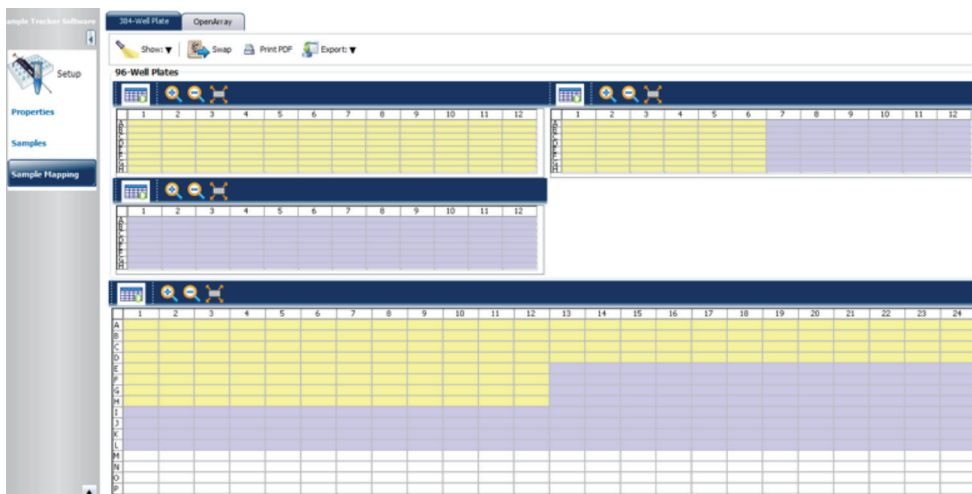 ample Tracker Software
384-Well Plate OpenArray
Show: ▼ Swap Print PDF Export: ▼
Setup
96-Well Plates
Properties
Samples
Sample Mapping
1 2 3 4 5 6 7 8 9 10 11 12
1 2 3 4 5 6 7 8 9 10 11 12
1 2 3 4 5 6 7 8 9 10 11 12
1 2 3 4 5 6 7 8 9 10 11 12 13 14 15 16 17 18 19 20 21 22 23 24
A
B
C
D
E
F
G
H
I
J
K
L
M
N
O
P